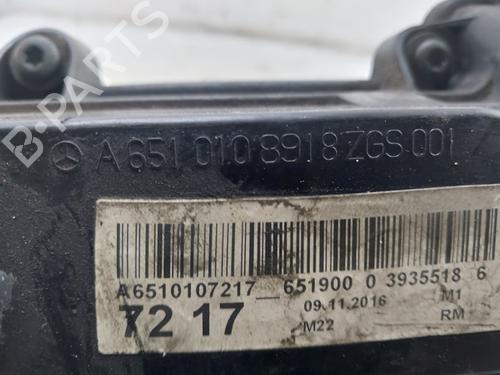 A 651 010 8918 ZGS 001
A6510107217 651900 0 3935518 6
72 17 09.11.2016 M1
M22 RM
B-PARTS